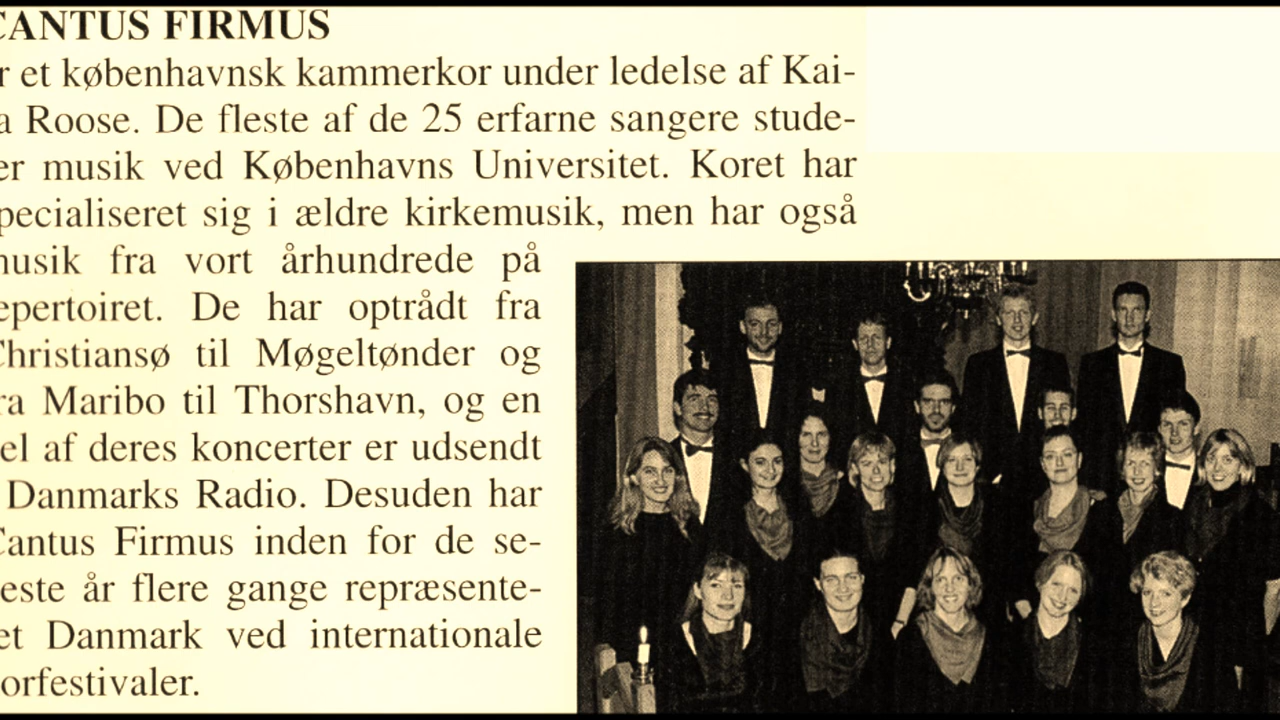 CANTUS FIRMUS
r et københavnsk kammerkor under ledelse af Kai-
a Roose. De fleste af de 25 erfarne sangere stude-
er musik ved Københavns Universitet. Koret har
pecialiseret sig i ældre kirkemusik, men har også
nusik fra vort århundrede på
epertoiret. De har optrådt fra
Christiansø til Møgeltønder og
ra Maribo til Thorshavn, og en
el af deres koncerter er udsendt
Danmarks Radio. Desuden har
Cantus Firmus inden for de se-
este år flere gange repræsente-
et Danmark ved internationale
orfestivaler.